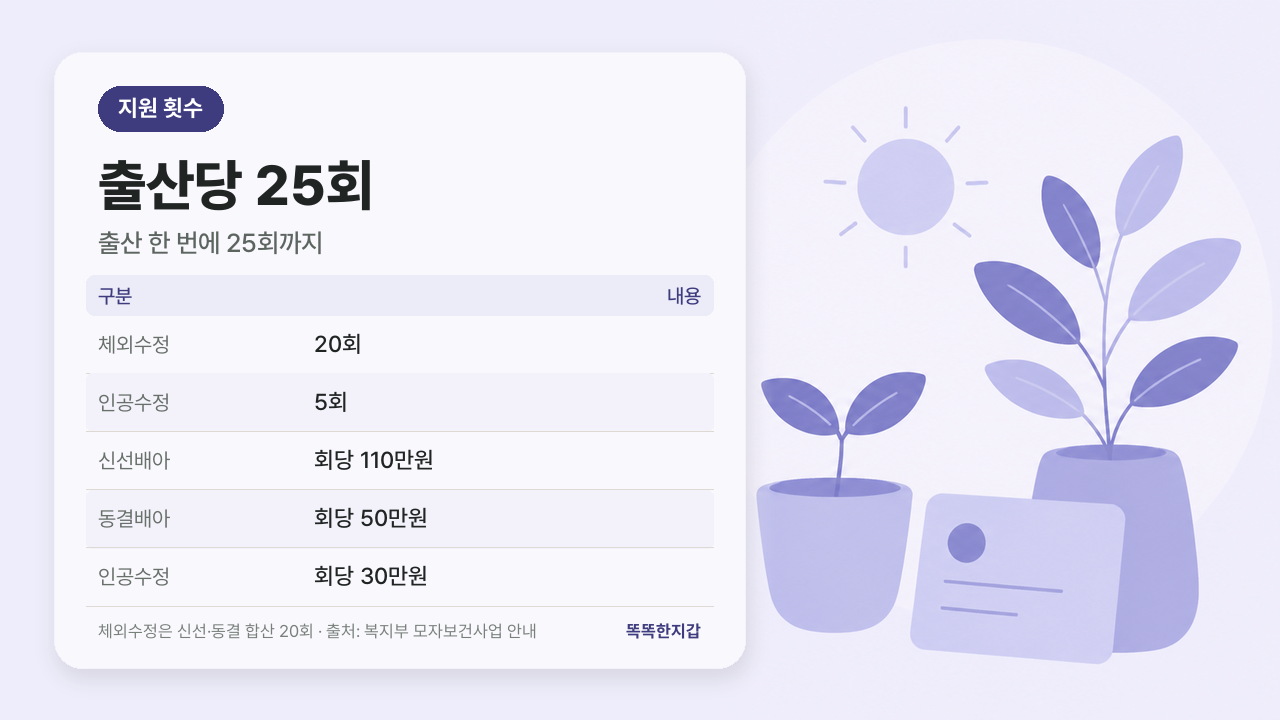 지원 횟수
출산당 25회
출산 한 번에 25회까지
구분 내용
체외수정 20회
인공수정 5회
신선배아 회당 110만원
동결배아 회당 50만원
인공수정 회당 30만원
체외수정은 신선·동결 합산 20회 · 출처: 복지부 모자보건사업 안내 똑똑한지갑